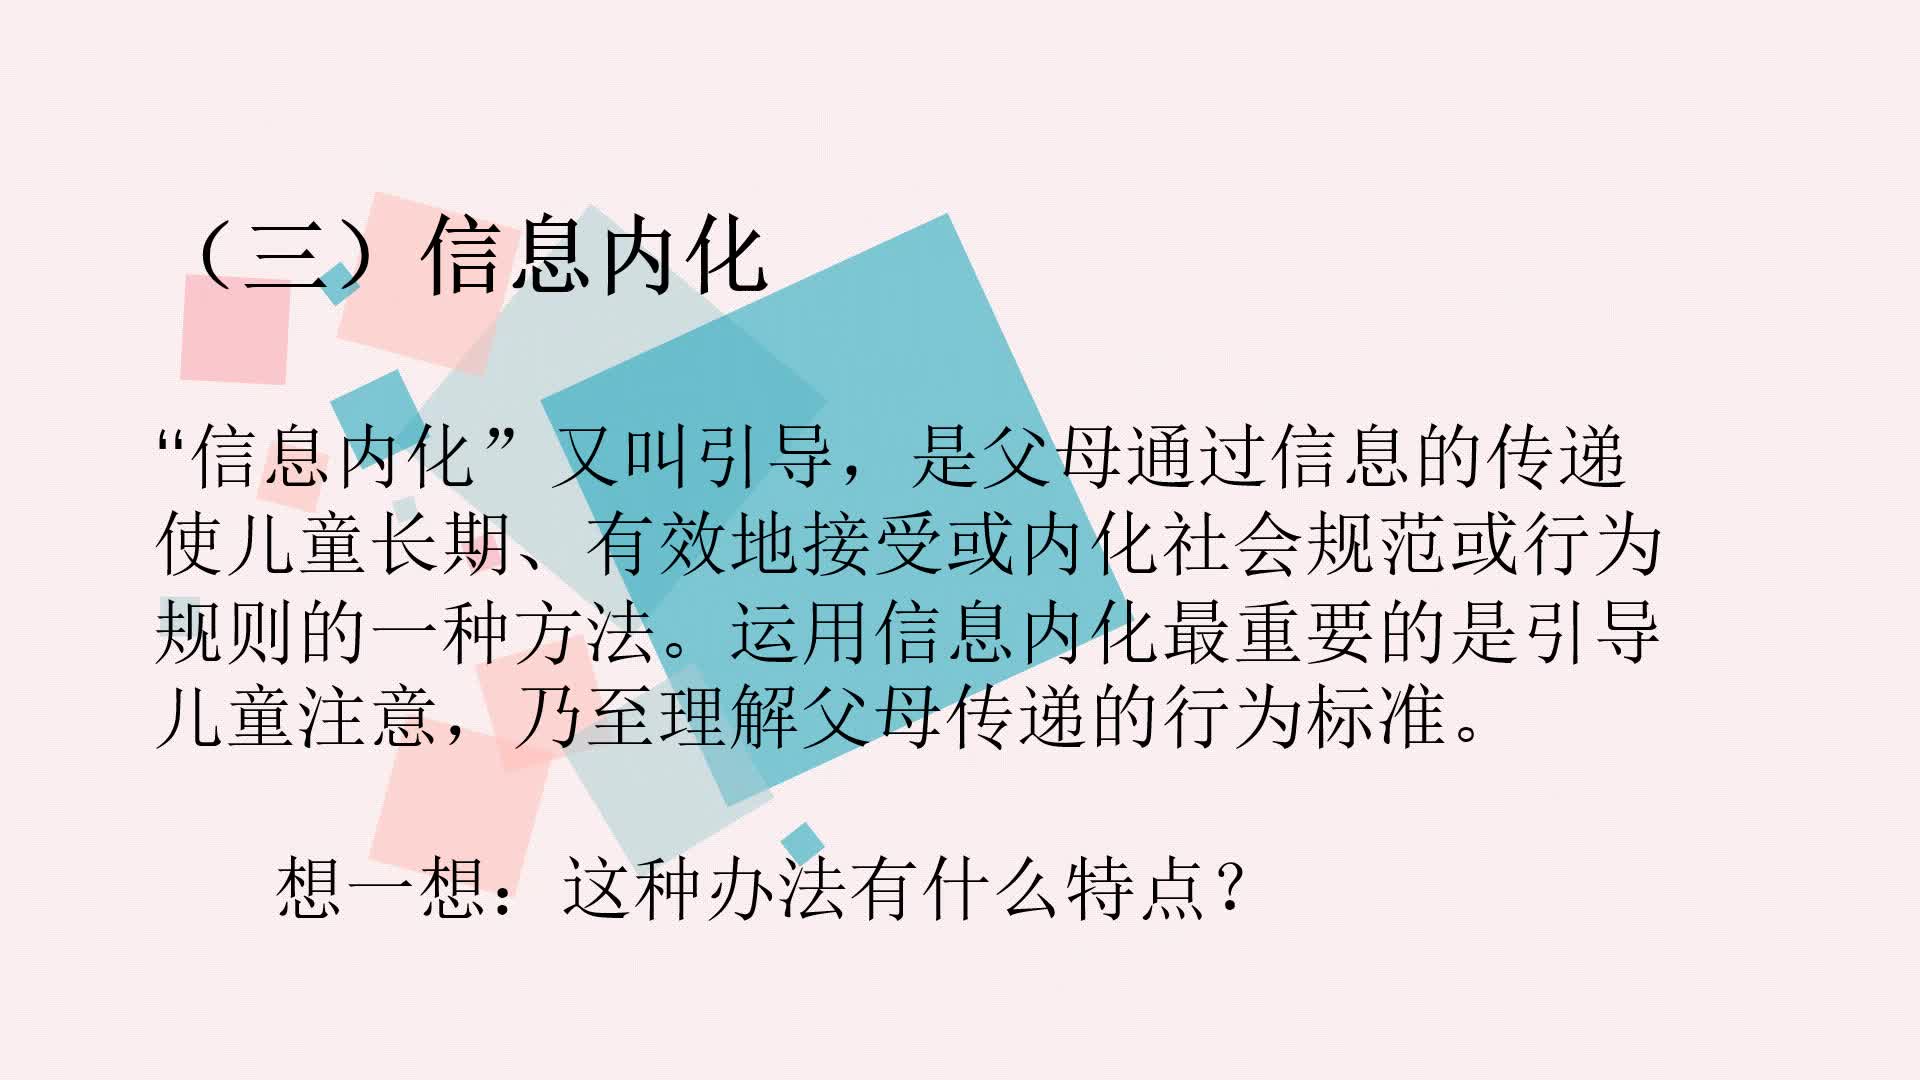 （三）信息内化
“信息内化”又叫引导，是父母通过信息的传递
使儿童长期、有效地接受或内化社会规范或行为
规则的一种方法。运用信息内化最重要的是引导
儿童注意，乃至理解父母传递的行为标准。
想一想：这种办法有什么特点？